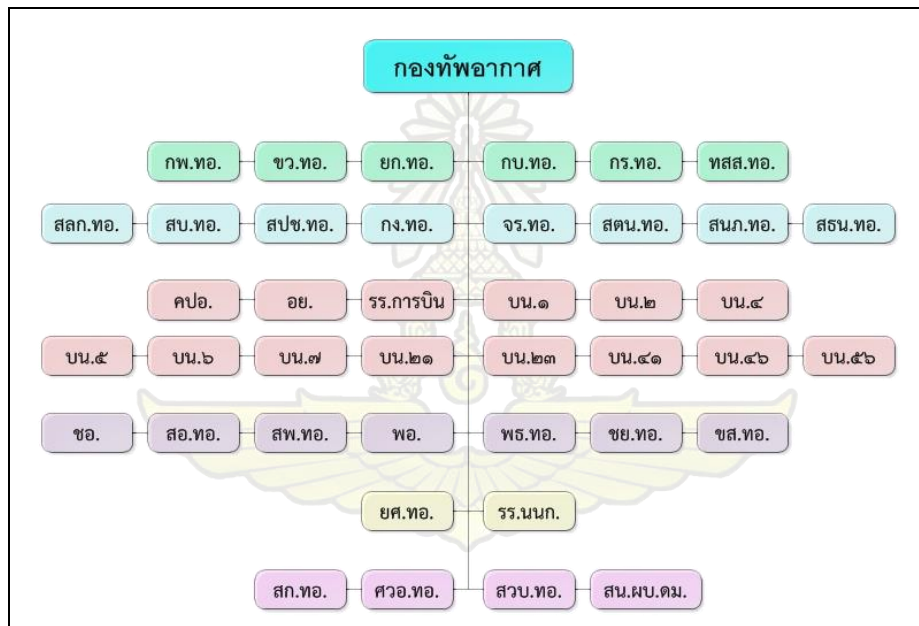 กองทัพอากาศ
กพ.ทอ. ขว.ทอ. ยก.ทอ. กบ.ทอ. กร.ทอ. ทสส.ทอ.
สลก.ทอ. สบ.ทอ. สปช.ทอ. กง.ทอ. จร.ทอ. สตน.ทอ. สนภ.ทอ. สธน.ทอ.
คปอ. อย. รร.การบิน บน.๑ บน.๒ บน.๔
บน.๕ บน.๖ บน.๗ บน.๒๑ บน.๒๓ บน.๔๑ บน.๔๖ บน.๕๖
ชอ. สอ.ทอ. สพ.ทอ. พอ. พธ.ทอ. ชย.ทอ. ขส.ทอ.
ยศ.ทอ. รร.นนก.
สก.ทอ. ศวอ.ทอ. สวบ.ทอ. สน.ผบ.ดม.